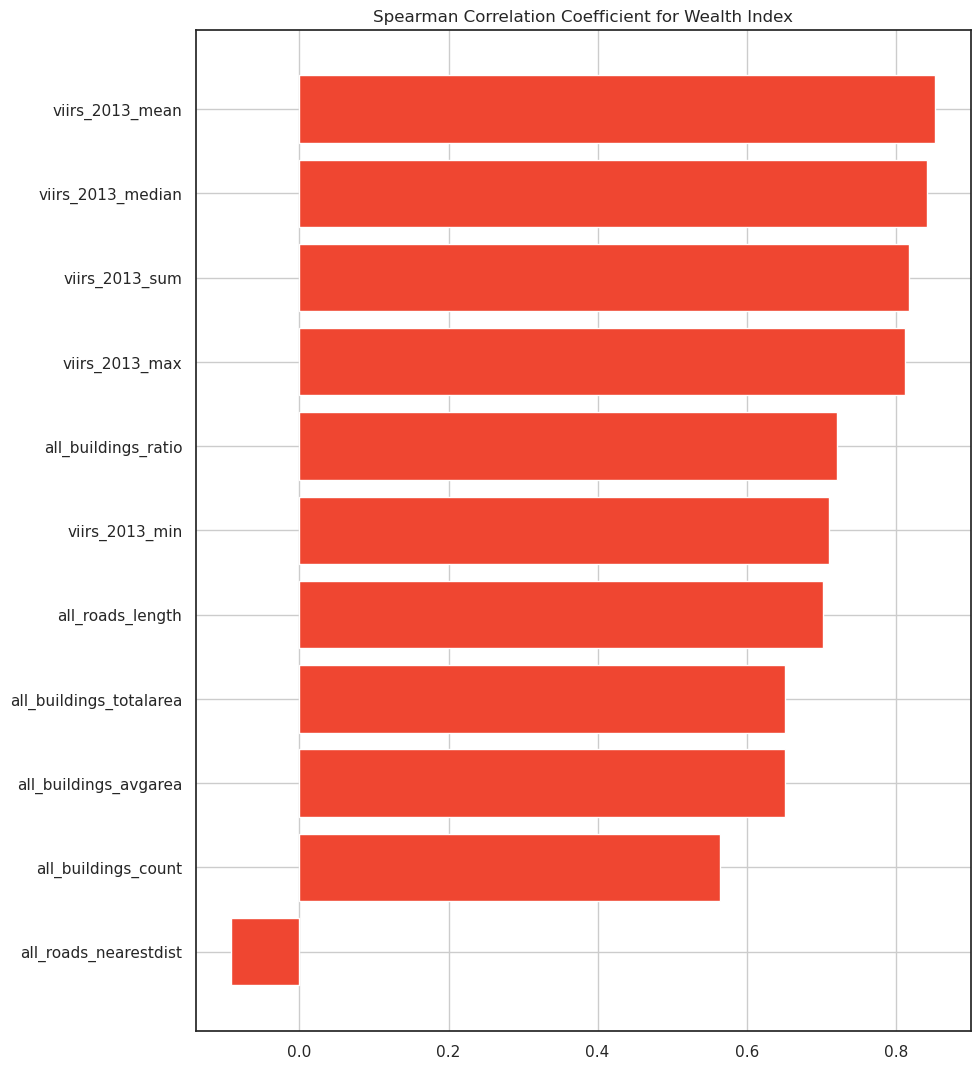 Spearman Correlation Coefficient for Wealth Index
viirs_2013_mean
viirs_2013_median
viirs_2013_sum
viirs_2013_max
all_buildings_ratio
viirs_2013_min
all_roads_length
all_buildings_totalarea
all_buildings_avgarea
all_buildings_count
all_roads_nearestdist
0.0 0.2 0.4 0.6 0.8